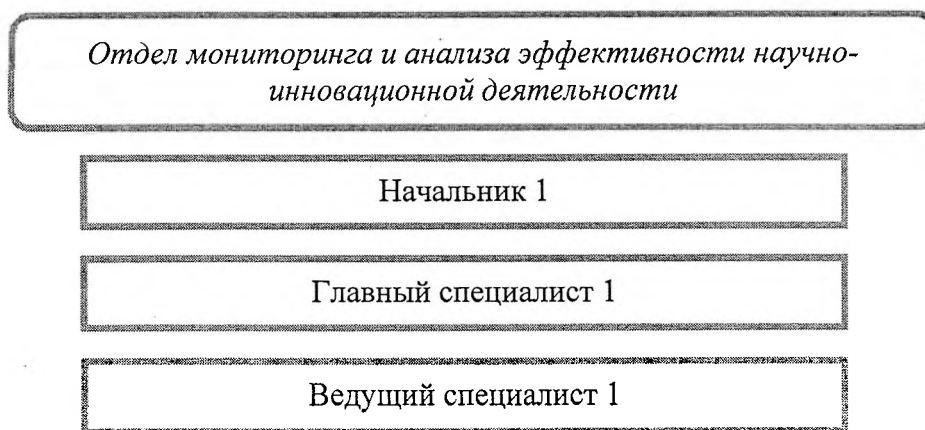 Отдел мониторинга и анализа эффективности научно-
инновационной деятельности
Начальник 1
Главный специалист 1
Ведущий специалист 1